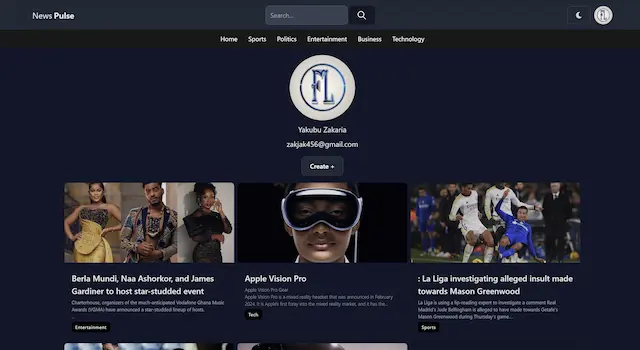 News Pulse
Search...
Home Sports Politics Entertainment Business Technology
FL
Yakubu Zakaria
zakjak456@gmail.com
Create +
Berla Mundi, Naa Ashorkor, and James
Gardiner to host star-studded event
Charterhouse, organizers of the much-anticipated Vodafone Ghana Music
Awards (VGMA) have announced a star-studded lineup of hosts.
Entertainment
Apple Vision Pro
Apple Vision Pro Gear
Apple Vision Pro is a mixed-reality headset that was announced in February
2024. It is Apple's first foray into the mixed reality market, and it has the...
Tech
: La Liga investigating alleged insult made
towards Mason Greenwood
La Liga is using a lip-reading expert to investigate a comment Real
Madrid's Jude Bellingham is alleged to have made towards Getafe's
Mason Greenwood during Thursday's game....
Sports